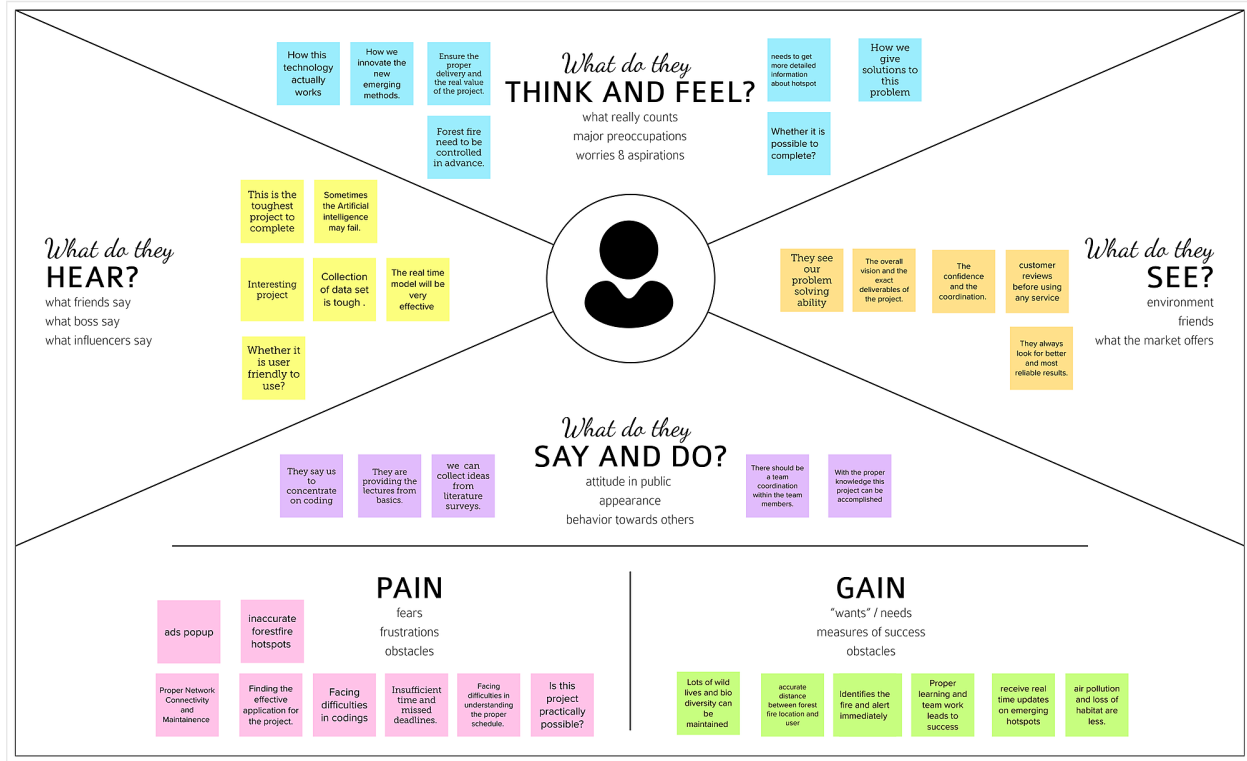 What do they
THINK AND FEEL?
what really counts
major preoccupations
worries & aspirations
How this
technology
actually
works
How we
innovate the
new
emerging
methods.
Ensure the
proper
delivery and
the real value
of the project.
Forest fire
need to be
controlled
in advance.
needs to get
more detailed
information
about hotspot
How we
give
solutions to
this
problem
Whether it is
possible to
complete?
What do they
HEAR?
what friends say
what boss say
what influencers say
This is the
toughest
project to
complete
Sometimes
the Artificial
intelligence
may fail.
Interesting
project
Collection
of data set
is tough .
The real time
model will be
very
effective
Whether it
is user
friendly to
use?
What do they
SEE?
environment
friends
what the market offers
They see
our
problem
solving
ability
The overall
vision and the
exact
deliverables of
the project.
The
confidence
and the
coordination.
customer
reviews
before using
any service
They always
look for better
and most
reliable results.
What do they
SAY AND DO?
attitude in public
appearance
behavior towards others
They say us
to
concentrate
on coding
They are
providing the
lectures from
basics.
we can
collect ideas
from
literature
surveys.
There should be
a team
coordination
within the team
members.
With the proper
knowledge this
project can be
accomplished
PAIN
fears
frustrations
obstacles
ads popup
inaccurate
forestfire
hotspots
Proper Network
Connectivity
and
Maintainence
Finding the
effective
application for
the project.
Facing
difficulties
in codings
Insufficient
time and
missed
deadlines.
Facing
difficulties in
understanding
the proper
schedule.
Is this
project
practically
possible?
GAIN
"wants" / needs
measures of success
obstacles
Lots of wild
lives and bio
diversity can
be
maintained
accurate
distance
between forest
fire location and
user
Identifies the
fire and alert
immediately
Proper
learning and
team work
leads to
success
receive real
time updates
on emerging
hotspots
air pollution
and loss of
habitat are
less.